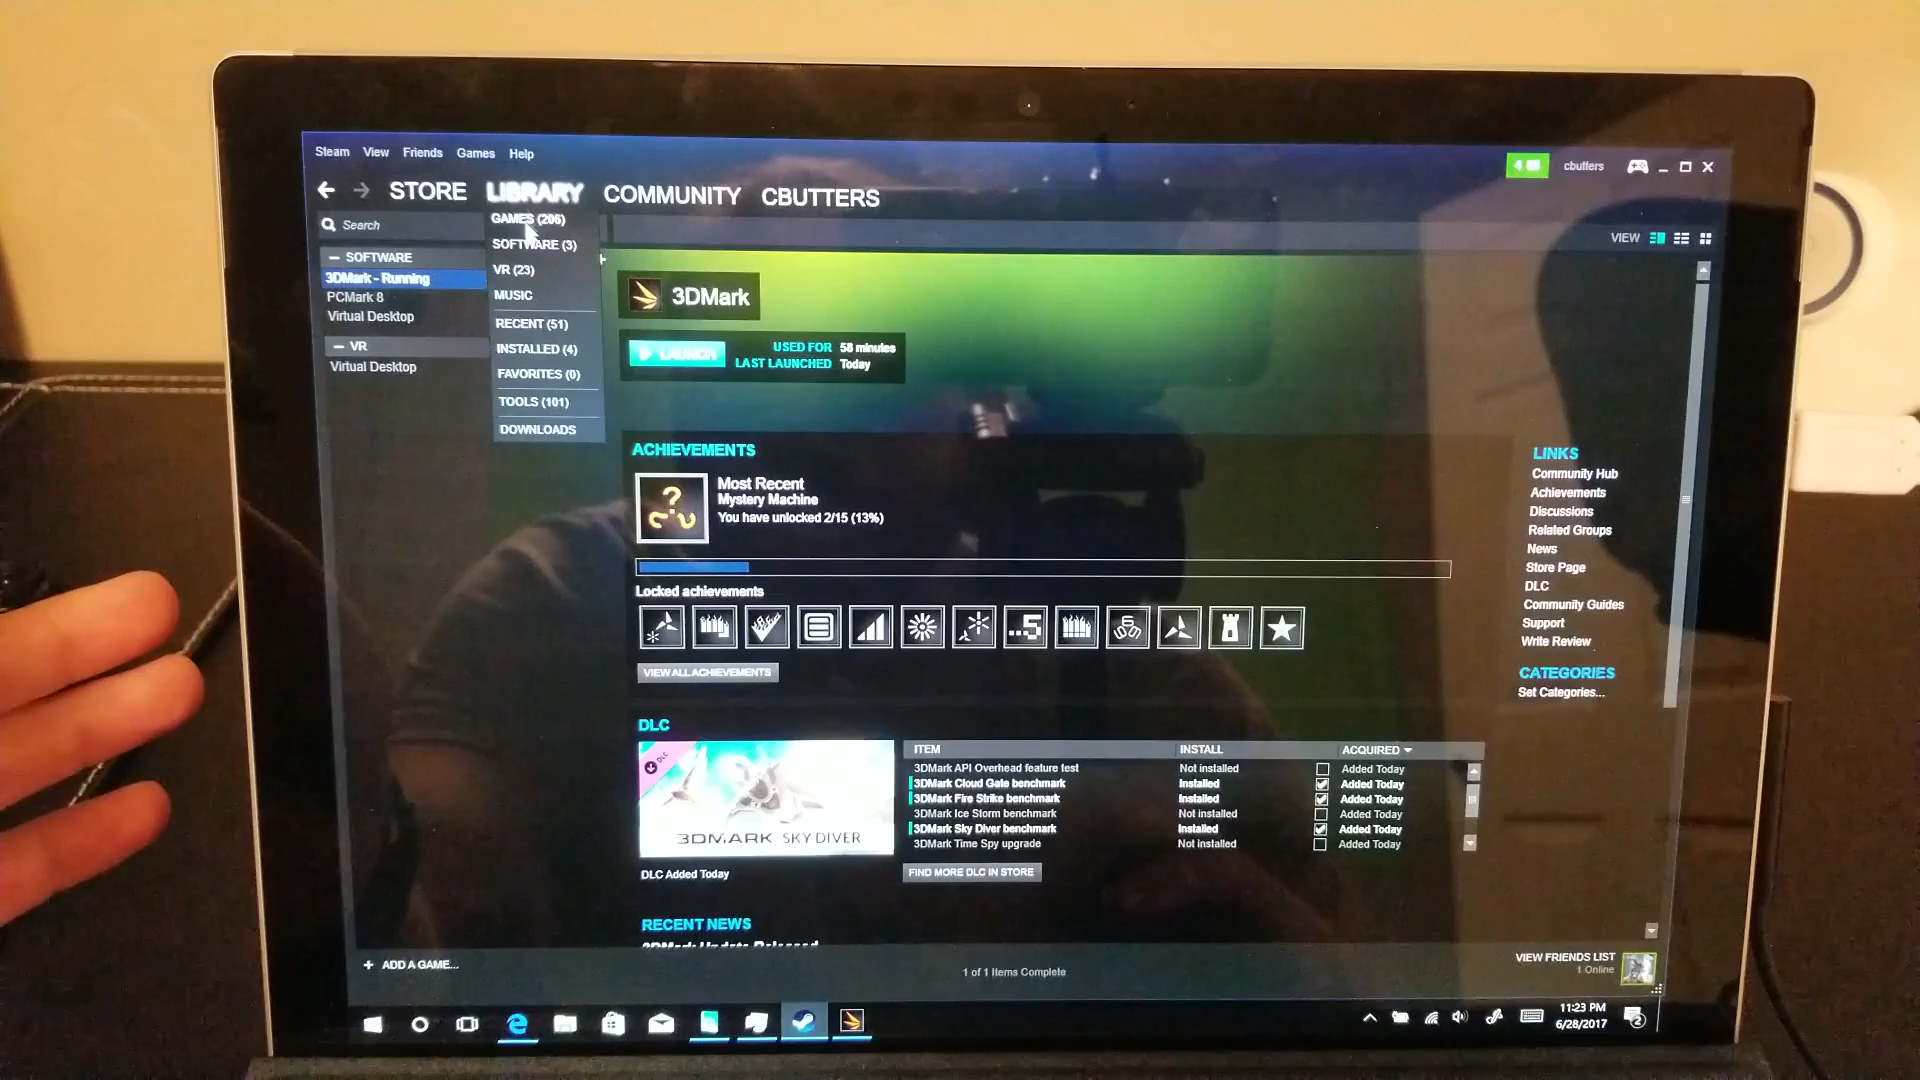 Steam View Friends Games Help
4
cbutters
STORE LIBRARY COMMUNITY CBUTTERS
Search
GAMES (206)
SOFTWARE (3)
VR (23)
MUSIC
RECENT (51)
INSTALLED (4)
FAVORITES (0)
TOOLS (101)
DOWNLOADS
VIEW
— SOFTWARE
3DMark - Running
PCMark 8
Virtual Desktop
— VR
Virtual Desktop
3DMark
LAUNCH
USED FOR 58 minutes
LAST LAUNCHED Today
ACHIEVEMENTS
Most Recent
Mystery Machine
You have unlocked 2/15 (13%)
Locked achievements
...5
VIEW ALL ACHIEVEMENTS
LINKS
Community Hub
Achievements
Discussions
Related Groups
News
Store Page
DLC
Community Guides
Support
Write Review
CATEGORIES
Set Categories...
DLC
DLC
3DMARK SKY DIVER
DLC Added Today
ITEM INSTALL ACQUIRED
3DMark API Overhead feature test Not installed Added Today
3DMark Cloud Gate benchmark Installed Added Today
3DMark Fire Strike benchmark Installed Added Today
3DMark Ice Storm benchmark Not installed Added Today
3DMark Sky Diver benchmark Installed Added Today
3DMark Time Spy upgrade Not installed Added Today
FIND MORE DLC IN STORE
RECENT NEWS
3DMark Update Released
+ ADD A GAME...
1 of 1 Items Complete
VIEW FRIENDS LIST
1 Online
11:23 PM
6/28/2017
2